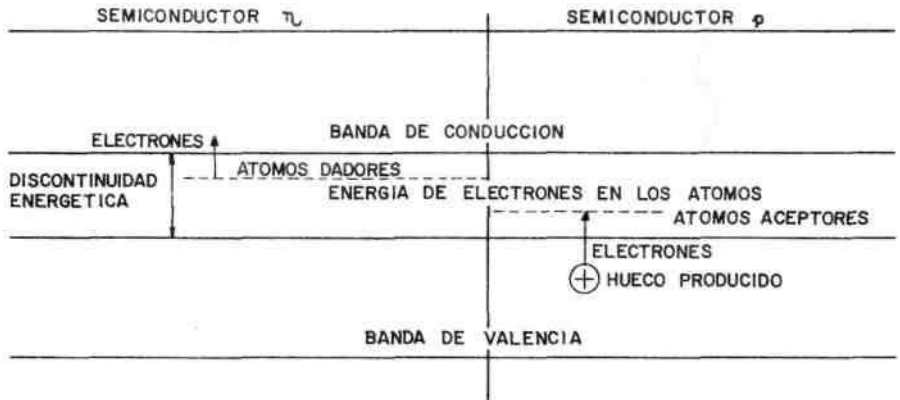 SEMICONDUCTOR n
SEMICONDUCTOR p
BANDA DE CONDUCCION
ELECTRONES
ATOMOS DADORES
DISCONTINUIDAD
ENERGETICA
ENERGIA DE ELECTRONES EN LOS ATOMOS
ATOMOS ACEPTORES
ELECTRONES
+ HUECO PRODUCIDO
BANDA DE VALENCIA